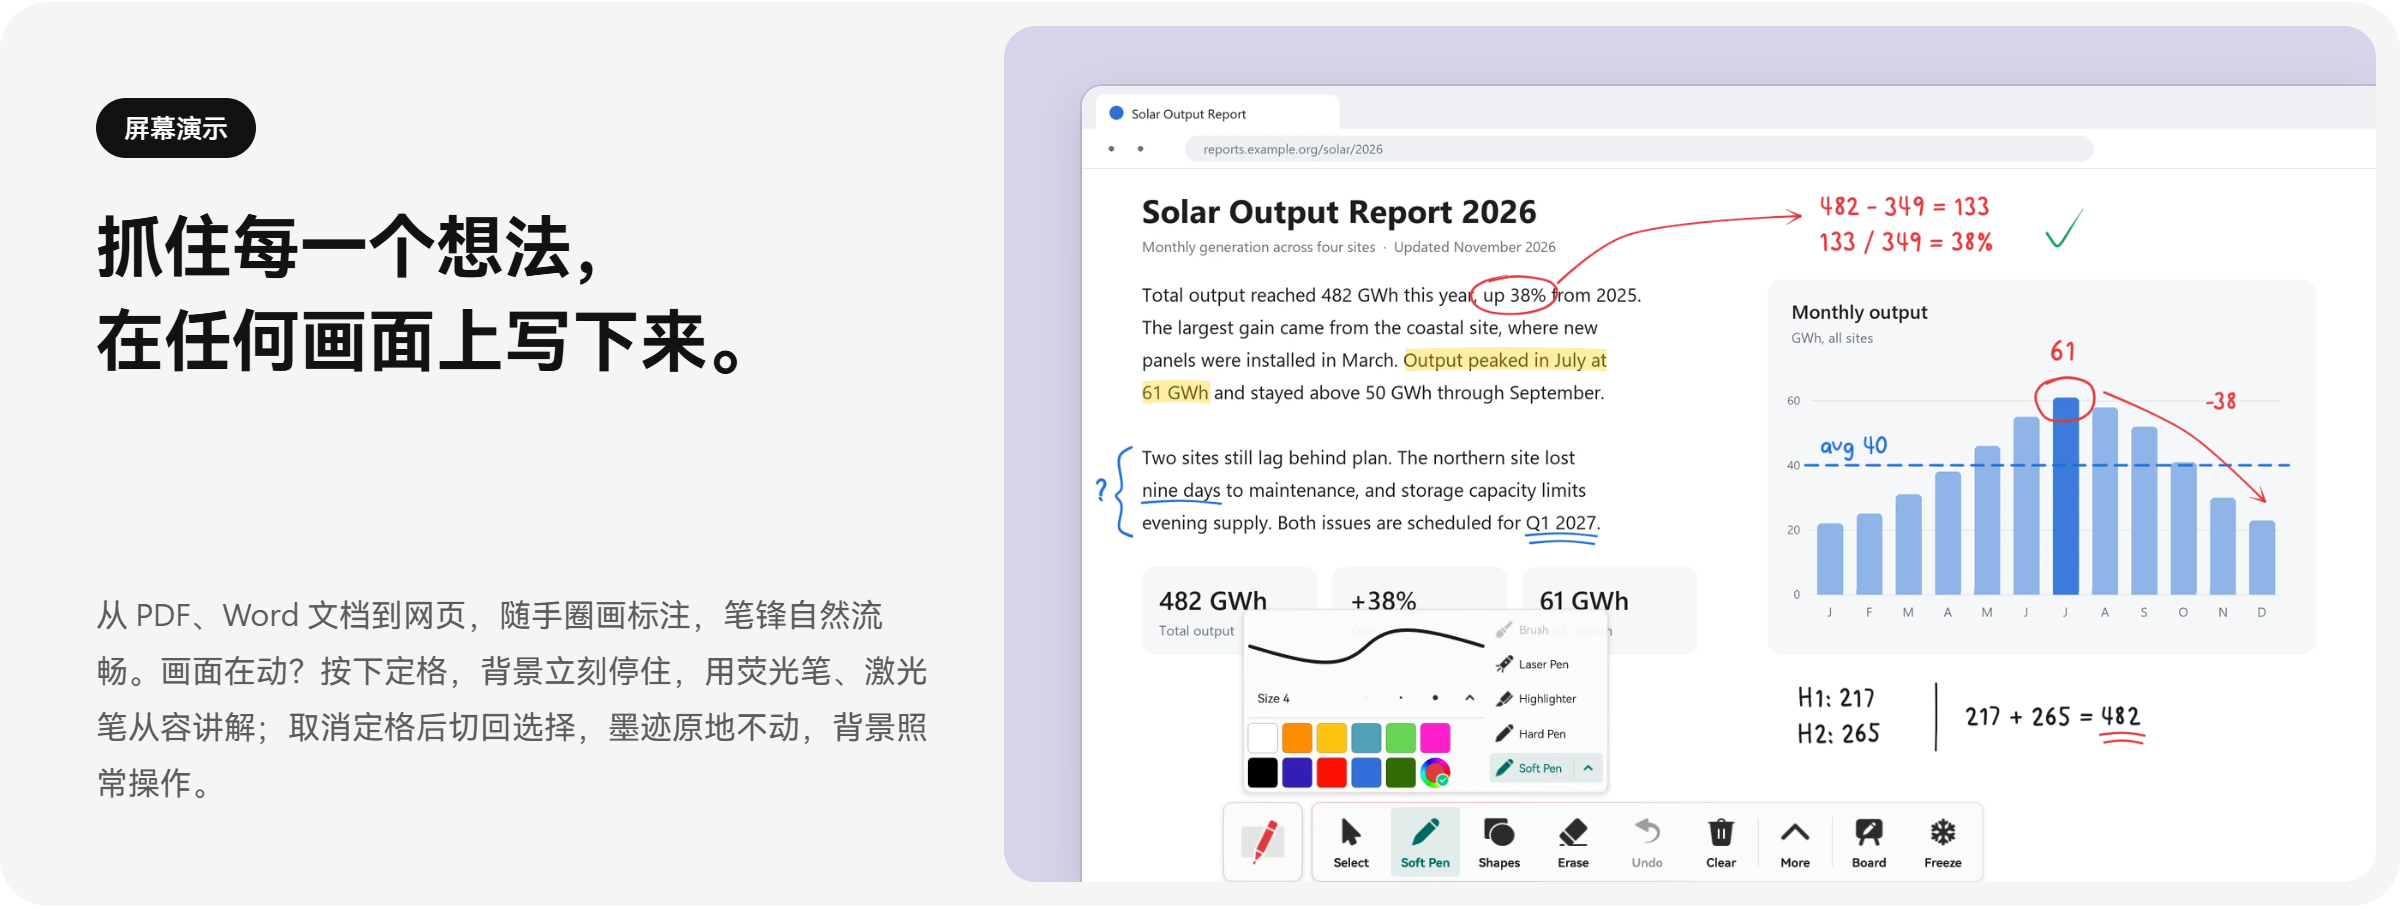 屏幕演示
抓住每一个想法，
在任何画面上写下来。
从 PDF、Word 文档到网页，随手圈画标注，笔锋自然流
畅。画面在动？按下定格，背景立刻停住，用荧光笔、激光
笔从容讲解；取消定格后切回选择，墨迹原地不动，背景照
常操作。
Solar Output Report
reports.example.org/solar/2026
Solar Output Report 2026
Monthly generation across four sites · Updated November 2026
Total output reached 482 GWh this year, up 38% from 2025.
The largest gain came from the coastal site, where new
panels were installed in March. Output peaked in July at
61 GWh and stayed above 50 GWh through September.
?
Two sites still lag behind plan. The northern site lost
nine days to maintenance, and storage capacity limits
evening supply. Both issues are scheduled for Q1 2027.
482 GWh
Total output
+38%
61 GWh
482 - 349 = 133
133 / 349 = 38%
Monthly output
GWh, all sites
61
-38
avg 40
60
40
20
0
J F M A M J J A S O N D
H1: 217
H2: 265
217 + 265 = 482
Size 4
Brush
Laser Pen
Highlighter
Hard Pen
Soft Pen
Select Soft Pen Shapes Erase Undo Clear More Board Freeze